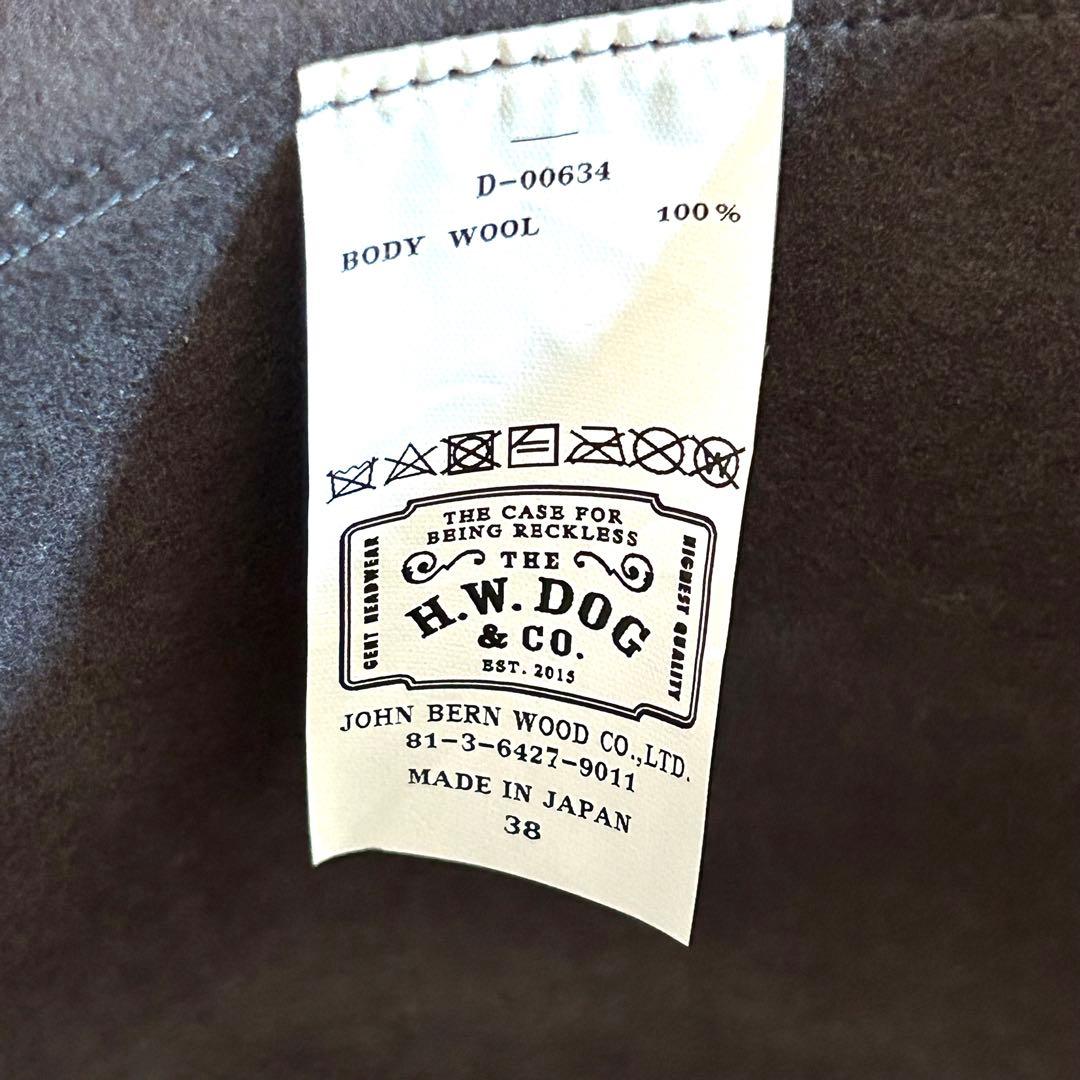 D-00634
BODY WOOL 100%
THE CASE FOR
BEING RECKLESS
THE
H.W. DOG
& CO.
EST. 2015
GENT HEADWEAR
HIGHEST QUALITY
JOHN BERN WOOD CO.,LTD.
81-3-6427-9011
MADE IN JAPAN
38